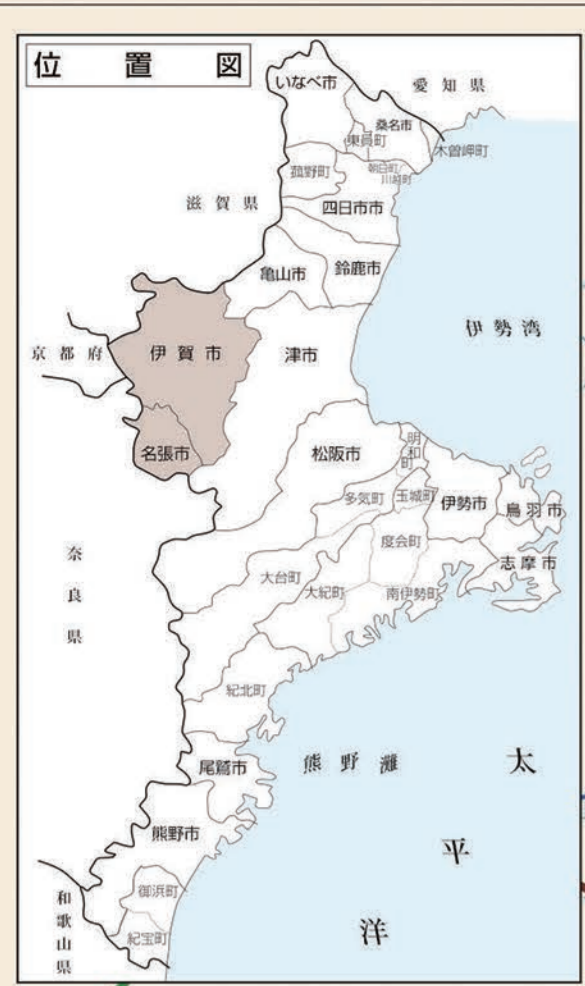 位置図
いなべ市
愛知県
桑名市
東員町
木曽岬町
菰野町
朝日町
川越町
滋賀県
四日市市
亀山市
鈴鹿市
伊勢湾
京都府
伊賀市
津市
名張市
松阪市
明和町
多気町
玉城町
伊勢市
鳥羽市
度会町
志摩市
奈良県
大台町
大紀町
南伊勢町
紀北町
尾鷲市
熊野灘
太平洋
熊野市
御浜町
和歌山県
紀宝町